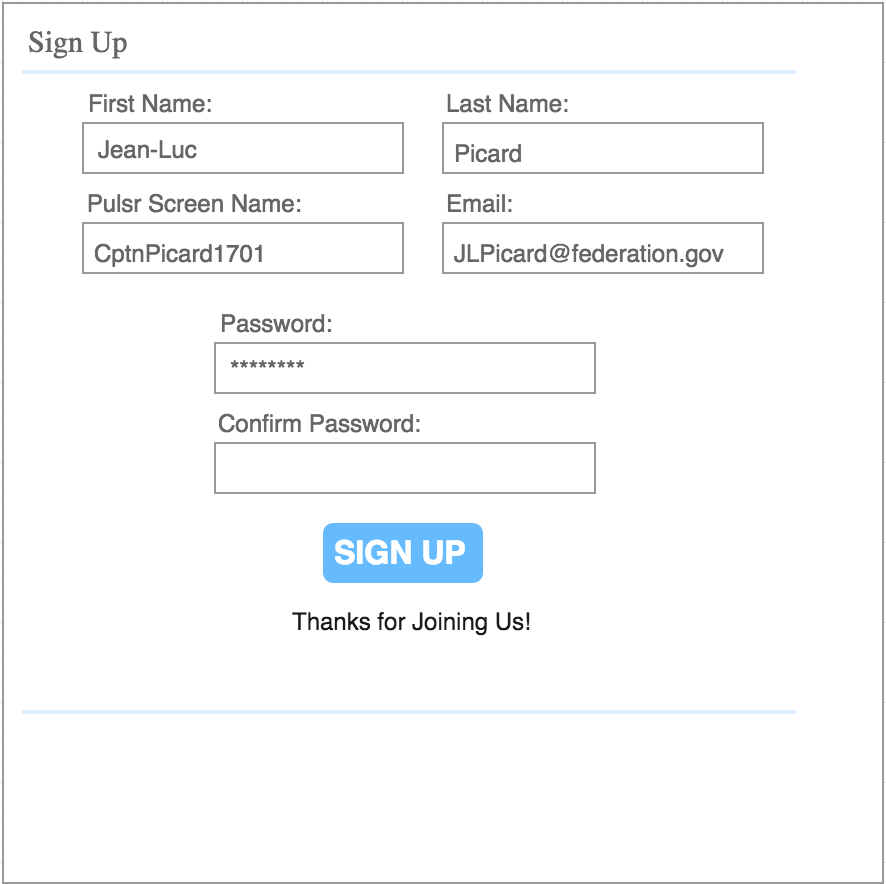 Sign Up
First Name:
Last Name:
Jean-Luc
Picard
Pulsr Screen Name:
Email:
CptnPicard1701
JLPicard@federation.gov
Password:
********
Confirm Password:
SIGN UP
Thanks for Joining Us!